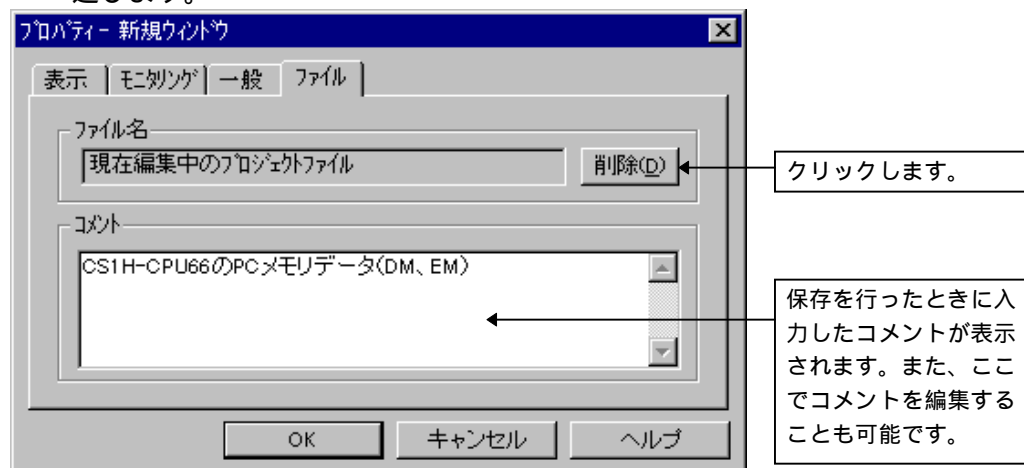 延します。
プロパティー 新規ウィンドウ
表示 モニタリング 一般 ファイル
ファイル名
現在編集中のプロジェクトファイル 削除(D)
クリックします。
コメント
CS1H-CPU66のPCメモリデータ(DM、EM)
保存を行ったときに入
力したコメントが表示
されます。また、ここ
でコメントを編集する
ことも可能です。
OK キャンセル ヘルプ